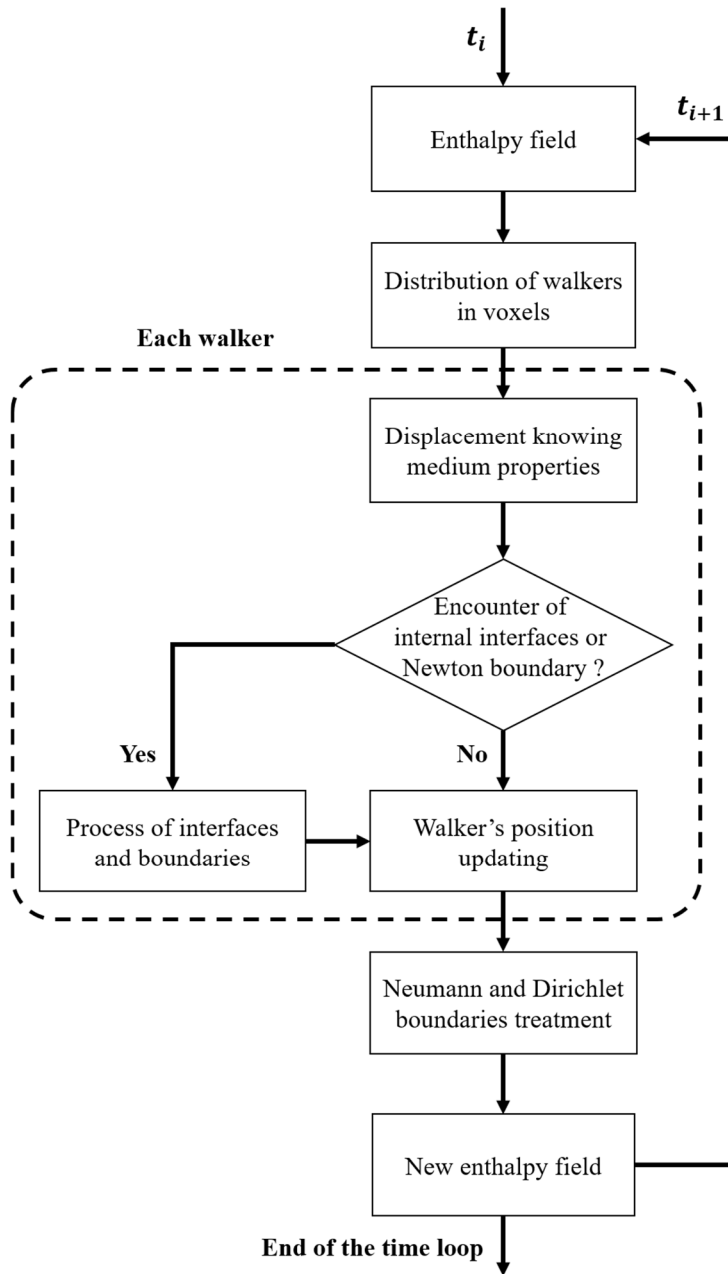 tᵢ
tᵢ₊₁
Enthalpy field
Distribution of walkers
in voxels
Each walker
Displacement knowing
medium properties
Encounter of
internal interfaces or
Newton boundary ?
Yes
No
Process of interfaces
and boundaries
Walker’s position
updating
Neumann and Dirichlet
boundaries treatment
New enthalpy field
End of the time loop